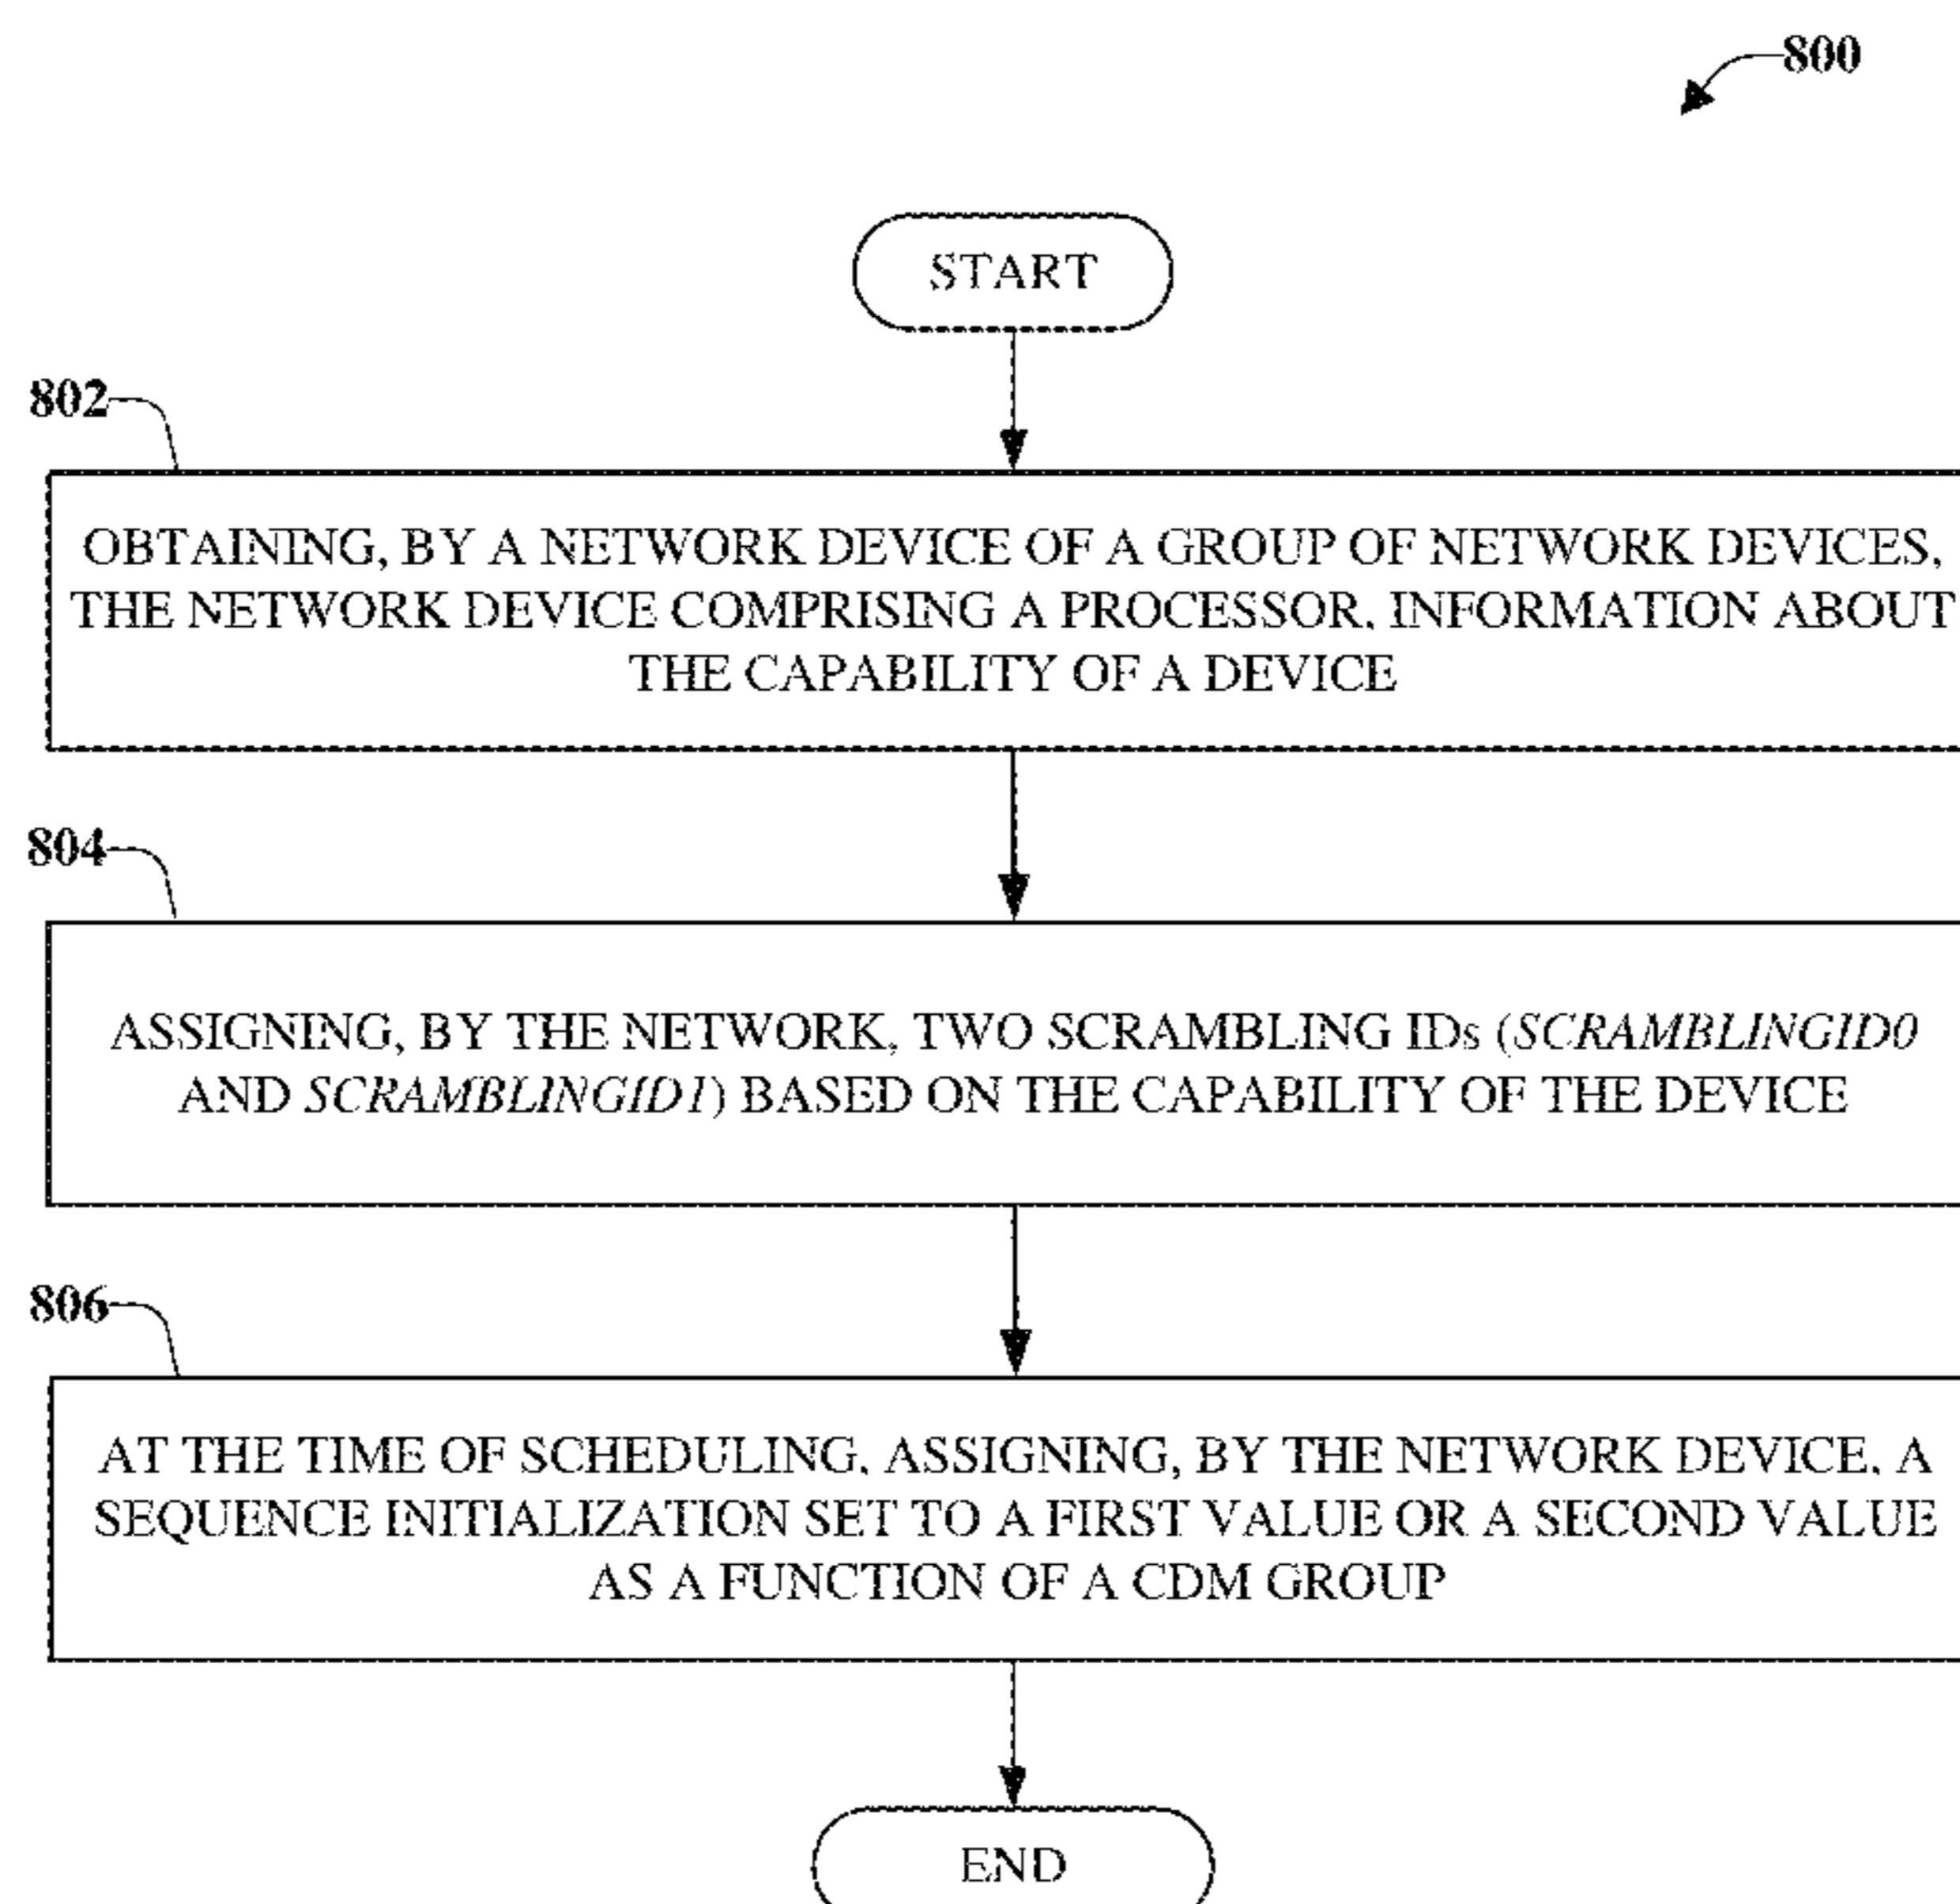 800
START
802
OBTAINING, BY A NETWORK DEVICE OF A GROUP OF NETWORK DEVICES,
THE NETWORK DEVICE COMPRISING A PROCESSOR, INFORMATION ABOUT
THE CAPABILITY OF A DEVICE
804
ASSIGNING, BY THE NETWORK, TWO SCRAMBLING IDs (SCRAMBLINGID0
AND SCRAMBLINGID1) BASED ON THE CAPABILITY OF THE DEVICE
806
AT THE TIME OF SCHEDULING, ASSIGNING, BY THE NETWORK DEVICE, A
SEQUENCE INITIALIZATION SET TO A FIRST VALUE OR A SECOND VALUE
AS A FUNCTION OF A CDM GROUP
END